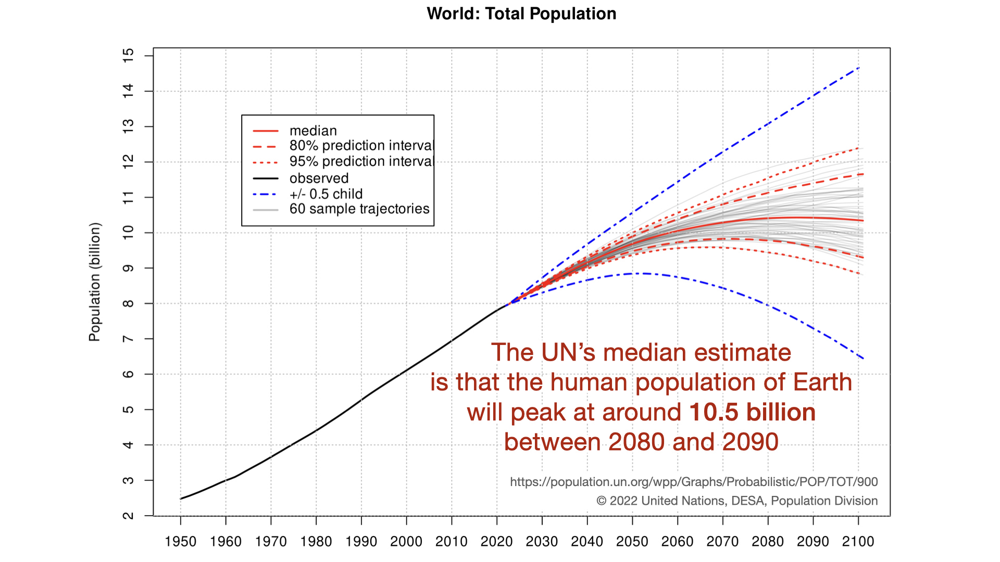 World: Total Population
15
14
13
12
11
10
9
8
7
6
5
4
3
2
Population (billion)
median
80% prediction interval
95% prediction interval
observed
+/- 0.5 child
60 sample trajectories
The UN’s median estimate
is that the human population of Earth
will peak at around 10.5 billion
between 2080 and 2090
https://population.un.org/wpp/Graphs/Probabilistic/POP/TOT/900
© 2022 United Nations, DESA, Population Division
1950 1960 1970 1980 1990 2000 2010 2020 2030 2040 2050 2060 2070 2080 2090 2100